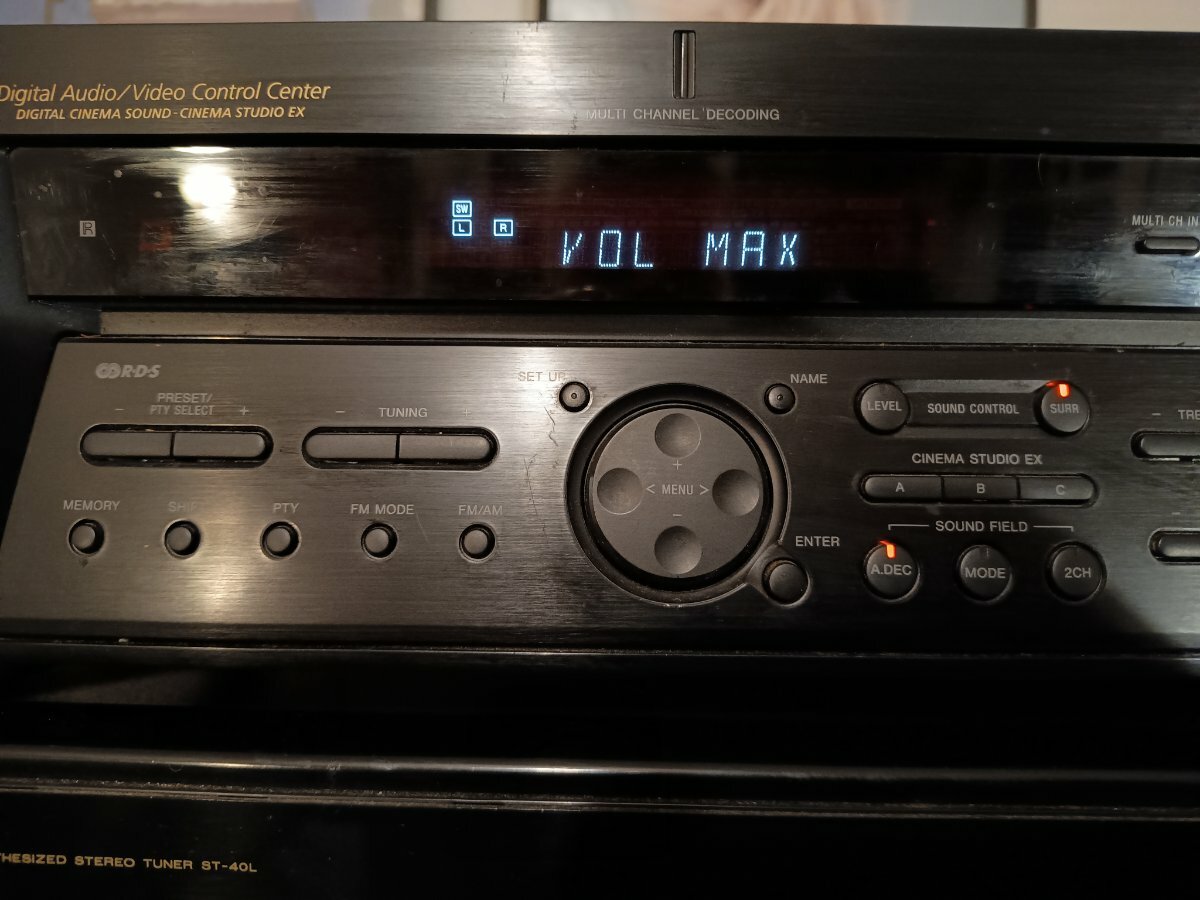 Digital Audio/Video Control Center
DIGITAL CINEMA SOUND-CINEMA STUDIO EX
MULTI CHANNEL DECODING
SW
L R
VOL MAX
MULTI CH IN
R·D·S
PRESET/
– PTY SELECT +
– TUNING +
SET UP
NAME
LEVEL
SOUND CONTROL
SURR
– TRE
CINEMA STUDIO EX
A B C
+
< MENU >
–
MEMORY
PTY
FM MODE
FM/AM
ENTER
SOUND FIELD
A.DEC
MODE
2CH
–
THESIZED STEREO TUNER ST-40L